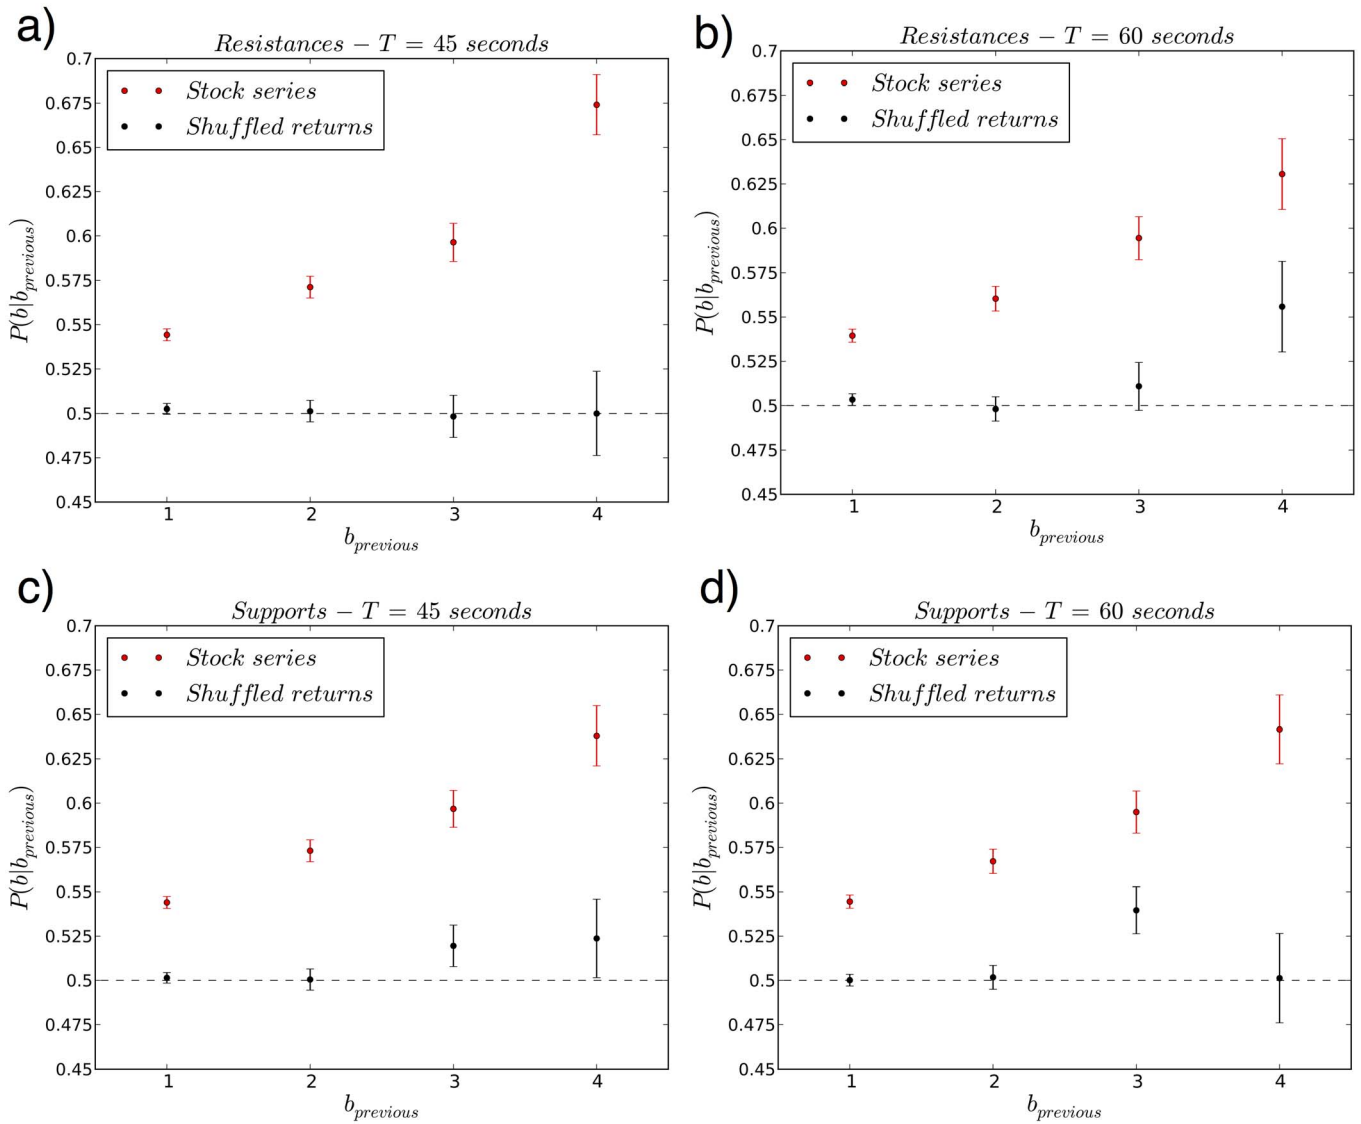 a)
Resistances − T = 45 seconds
Stock series
Shuffled returns
0.7
0.675
0.65
0.625
0.6
0.575
0.55
0.525
0.5
0.475
0.45
P(b|b_previous)
1 2 3 4
b_previous
b)
Resistances − T = 60 seconds
Stock series
Shuffled returns
0.7
0.675
0.65
0.625
0.6
0.575
0.55
0.525
0.5
0.475
0.45
P(b|b_previous)
1 2 3 4
b_previous
c)
Supports − T = 45 seconds
Stock series
Shuffled returns
0.7
0.675
0.65
0.625
0.6
0.575
0.55
0.525
0.5
0.475
0.45
P(b|b_previous)
1 2 3 4
b_previous
d)
Supports − T = 60 seconds
Stock series
Shuffled returns
0.7
0.675
0.65
0.625
0.6
0.575
0.55
0.525
0.5
0.475
0.45
P(b|b_previous)
1 2 3 4
b_previous